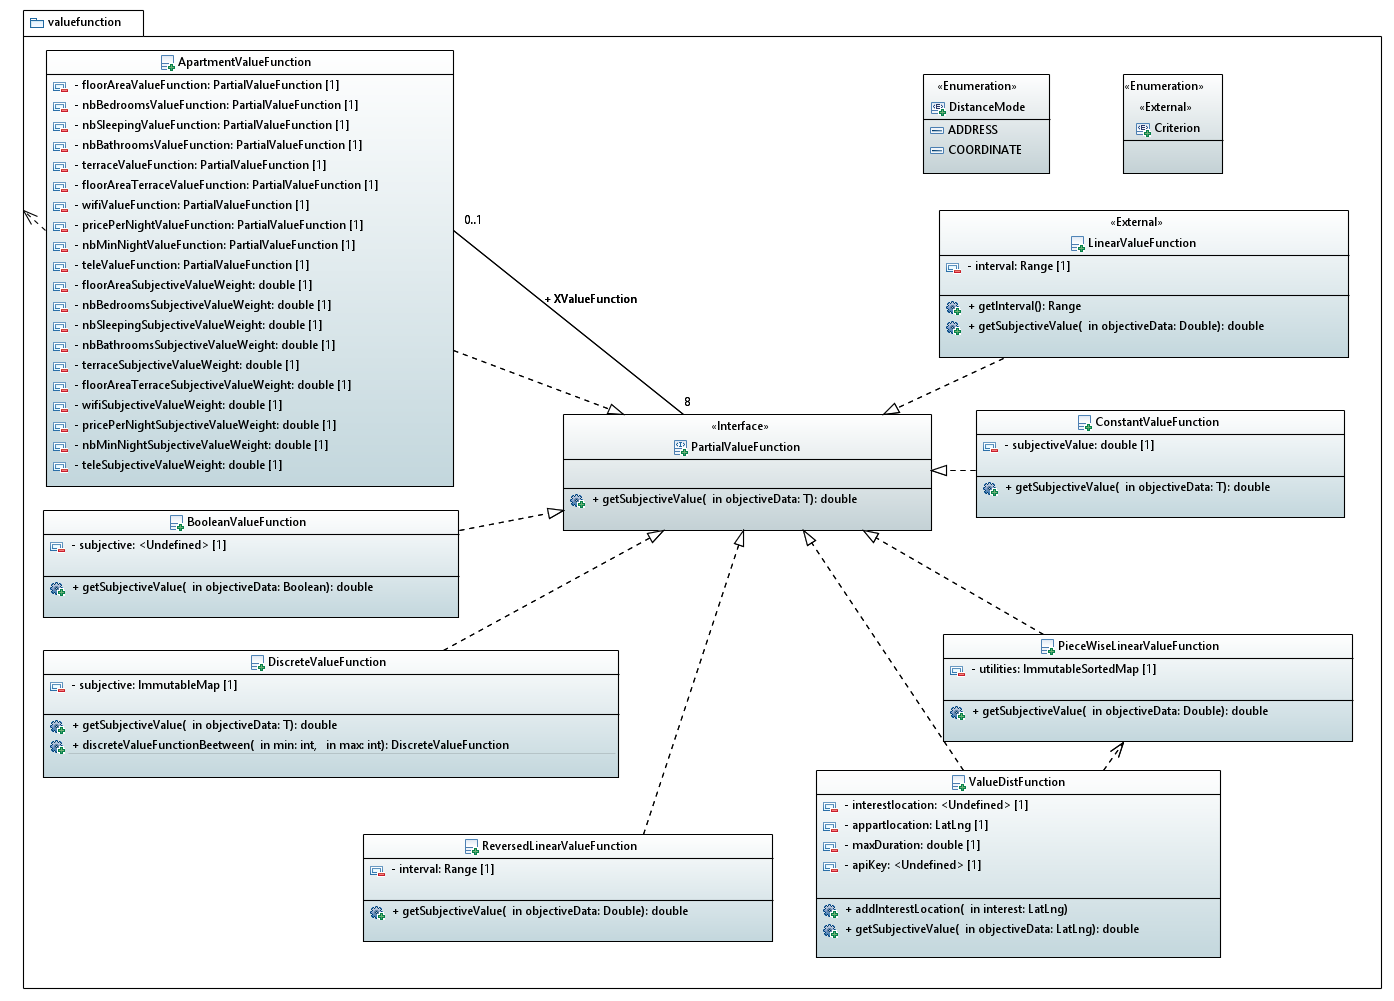 valuefunction
ApartmentValueFunction
- floorAreaValueFunction: PartialValueFunction [1]
- nbBedroomsValueFunction: PartialValueFunction [1]
- nbSleepingValueFunction: PartialValueFunction [1]
- nbBathroomsValueFunction: PartialValueFunction [1]
- terraceValueFunction: PartialValueFunction [1]
- floorAreaTerraceValueFunction: PartialValueFunction [1]
- wifiValueFunction: PartialValueFunction [1]
- pricePerNightValueFunction: PartialValueFunction [1]
- nbMinNightValueFunction: PartialValueFunction [1]
- teleValueFunction: PartialValueFunction [1]
- floorAreaSubjectiveValueWeight: double [1]
- nbBedroomsSubjectiveValueWeight: double [1]
- nbSleepingSubjectiveValueWeight: double [1]
- nbBathroomsSubjectiveValueWeight: double [1]
- terraceSubjectiveValueWeight: double [1]
- floorAreaTerraceSubjectiveValueWeight: double [1]
- wifiSubjectiveValueWeight: double [1]
- pricePerNightSubjectiveValueWeight: double [1]
- nbMinNightSubjectiveValueWeight: double [1]
- teleSubjectiveValueWeight: double [1]
«Enumeration»
DistanceMode
ADDRESS
COORDINATE
«Enumeration»
«External»
Criterion
0..1
+ XValueFunction
8
«External»
LinearValueFunction
- interval: Range [1]
+ getInterval(): Range
+ getSubjectiveValue( in objectiveData: Double): double
«Interface»
PartialValueFunction
+ getSubjectiveValue( in objectiveData: T): double
ConstantValueFunction
- subjectiveValue: double [1]
+ getSubjectiveValue( in objectiveData: T): double
BooleanValueFunction
- subjective: <Undefined> [1]
+ getSubjectiveValue( in objectiveData: Boolean): double
DiscreteValueFunction
- subjective: ImmutableMap [1]
+ getSubjectiveValue( in objectiveData: T): double
+ discreteValueFunctionBeetween( in min: int, in max: int): DiscreteValueFunction
PieceWiseLinearValueFunction
- utilities: ImmutableSortedMap [1]
+ getSubjectiveValue( in objectiveData: Double): double
ValueDistFunction
- interestlocation: <Undefined> [1]
- appartlocation: LatLng [1]
- maxDuration: double [1]
- apiKey: <Undefined> [1]
+ addInterestLocation( in interest: LatLng)
+ getSubjectiveValue( in objectiveData: LatLng): double
ReversedLinearValueFunction
- interval: Range [1]
+ getSubjectiveValue( in objectiveData: Double): double